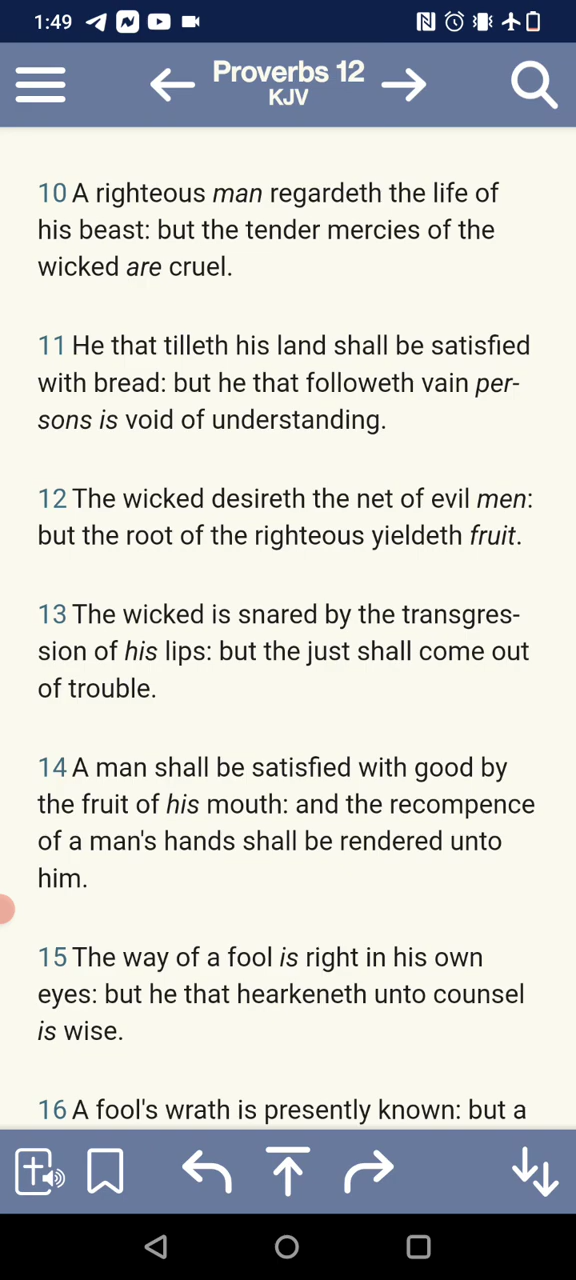 1:49
Proverbs 12
KJV
10 A righteous man regardeth the life of
his beast: but the tender mercies of the
wicked are cruel.
11 He that tilleth his land shall be satisfied
with bread: but he that followeth vain per-
sons is void of understanding.
12 The wicked desireth the net of evil men:
but the root of the righteous yieldeth fruit.
13 The wicked is snared by the transgres-
sion of his lips: but the just shall come out
of trouble.
14 A man shall be satisfied with good by
the fruit of his mouth: and the recompence
of a man's hands shall be rendered unto
him.
15 The way of a fool is right in his own
eyes: but he that hearkeneth unto counsel
is wise.
16 A fool's wrath is presently known: but a